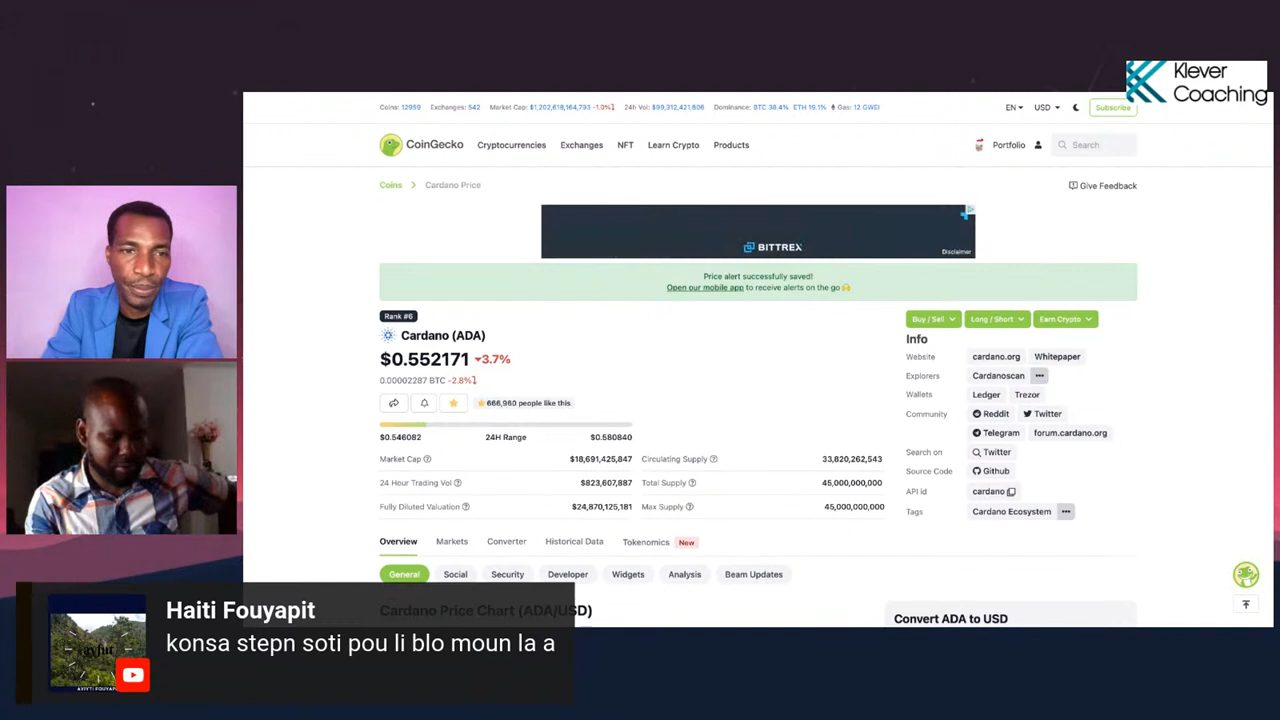 Klever
Coaching
Coins: 12959 Exchanges: 542 Market Cap: $1,202,618,164,793 -1.0% 24h Vol: $99,312,421,806 Dominance: BTC 36.4% ETH 19.1% Gas: 12 GWEI
EN USD Subscribe
CoinGecko Cryptocurrencies Exchanges NFT Learn Crypto Products Portfolio Search
Coins Cardano Price Give Feedback
BITTREX
Disclaimer
Price alert successfully saved!
Open our mobile app to receive alerts on the go
Rank #6
Cardano (ADA)
$0.552171 3.7%
0.00002287 BTC -2.8%
666,960 people like this
$0.546082 24H Range $0.580840
Market Cap $18,691,425,847
24 Hour Trading Vol $823,607,887
Fully Diluted Valuation $24,870,125,181
Circulating Supply 33,820,262,543
Total Supply 45,000,000,000
Max Supply 45,000,000,000
Buy / Sell Long / Short Earn Crypto
Info
Website cardano.org Whitepaper
Explorers Cardanoscan
Wallets Ledger Trezor
Community Reddit Twitter
Telegram forum.cardano.org
Search on Twitter
Source Code Github
API id cardano
Tags Cardano Ecosystem
Overview Markets Converter Historical Data Tokenomics New
General Social Security Developer Widgets Analysis Beam Updates
Cardano Price Chart (ADA/USD)
Convert ADA to USD
Haiti Fouyapit
konsa stepn soti pou li blo moun la a